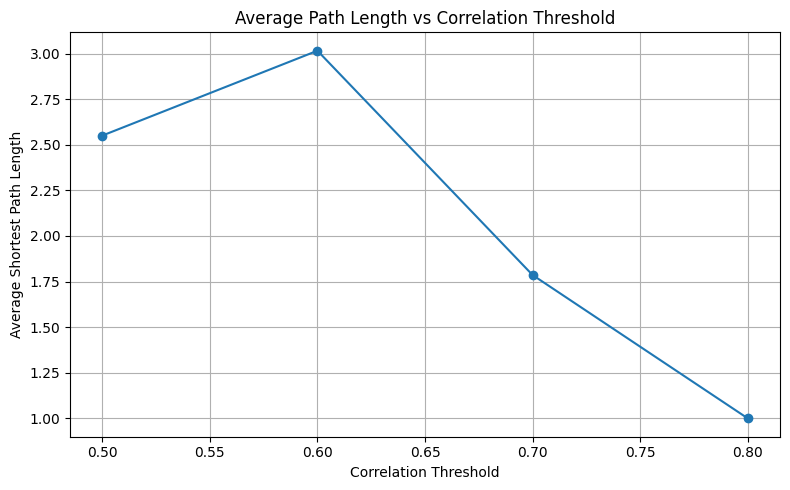 Average Path Length vs Correlation Threshold
Average Shortest Path Length
3.00
2.75
2.50
2.25
2.00
1.75
1.50
1.25
1.00
0.50 0.55 0.60 0.65 0.70 0.75 0.80
Correlation Threshold